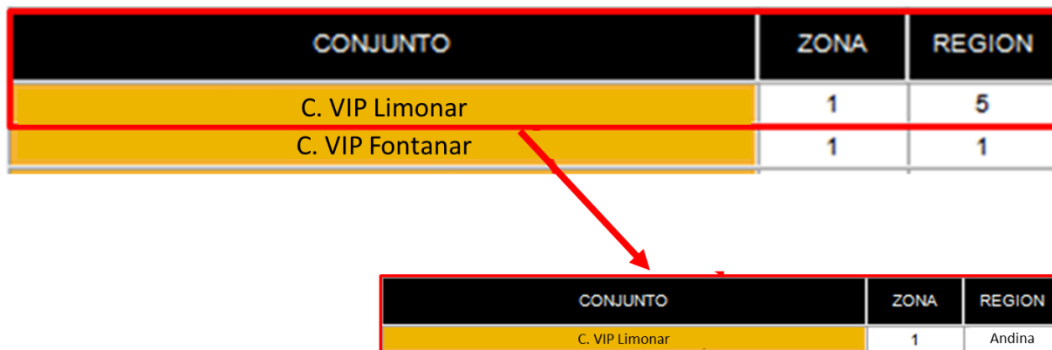 CONJUNTO ZONA REGION
C. VIP Limonar 1 5
C. VIP Fontanar 1 1
CONJUNTO ZONA REGION
C. VIP Limonar 1 Andina